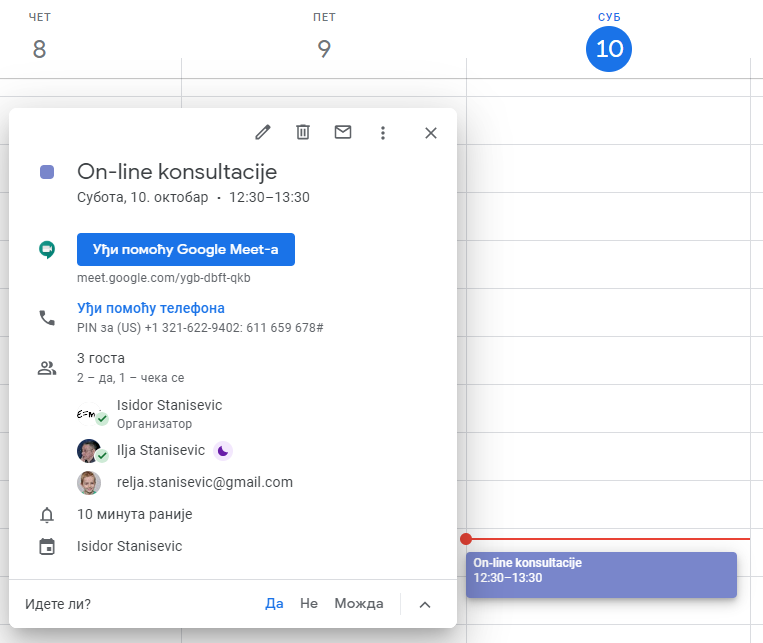 ЧЕТ
8
ПЕТ
9
СУБ
10
On-line konsultacije
Субота, 10. октобар • 12:30–13:30
Уђи помоћу Google Meet-а
meet.google.com/ygb-dbft-qkb
Уђи помоћу телефона
PIN за (US) +1 321-622-9402: 611 659 678#
3 госта
2 – да, 1 – чека се
E=m
Isidor Stanisevic
Организатор
Ilja Stanisevic
relja.stanisevic@gmail.com
10 минута раније
Isidor Stanisevic
Идете ли?
Да
Не
Можда
On-line konsultacije
12:30–13:30